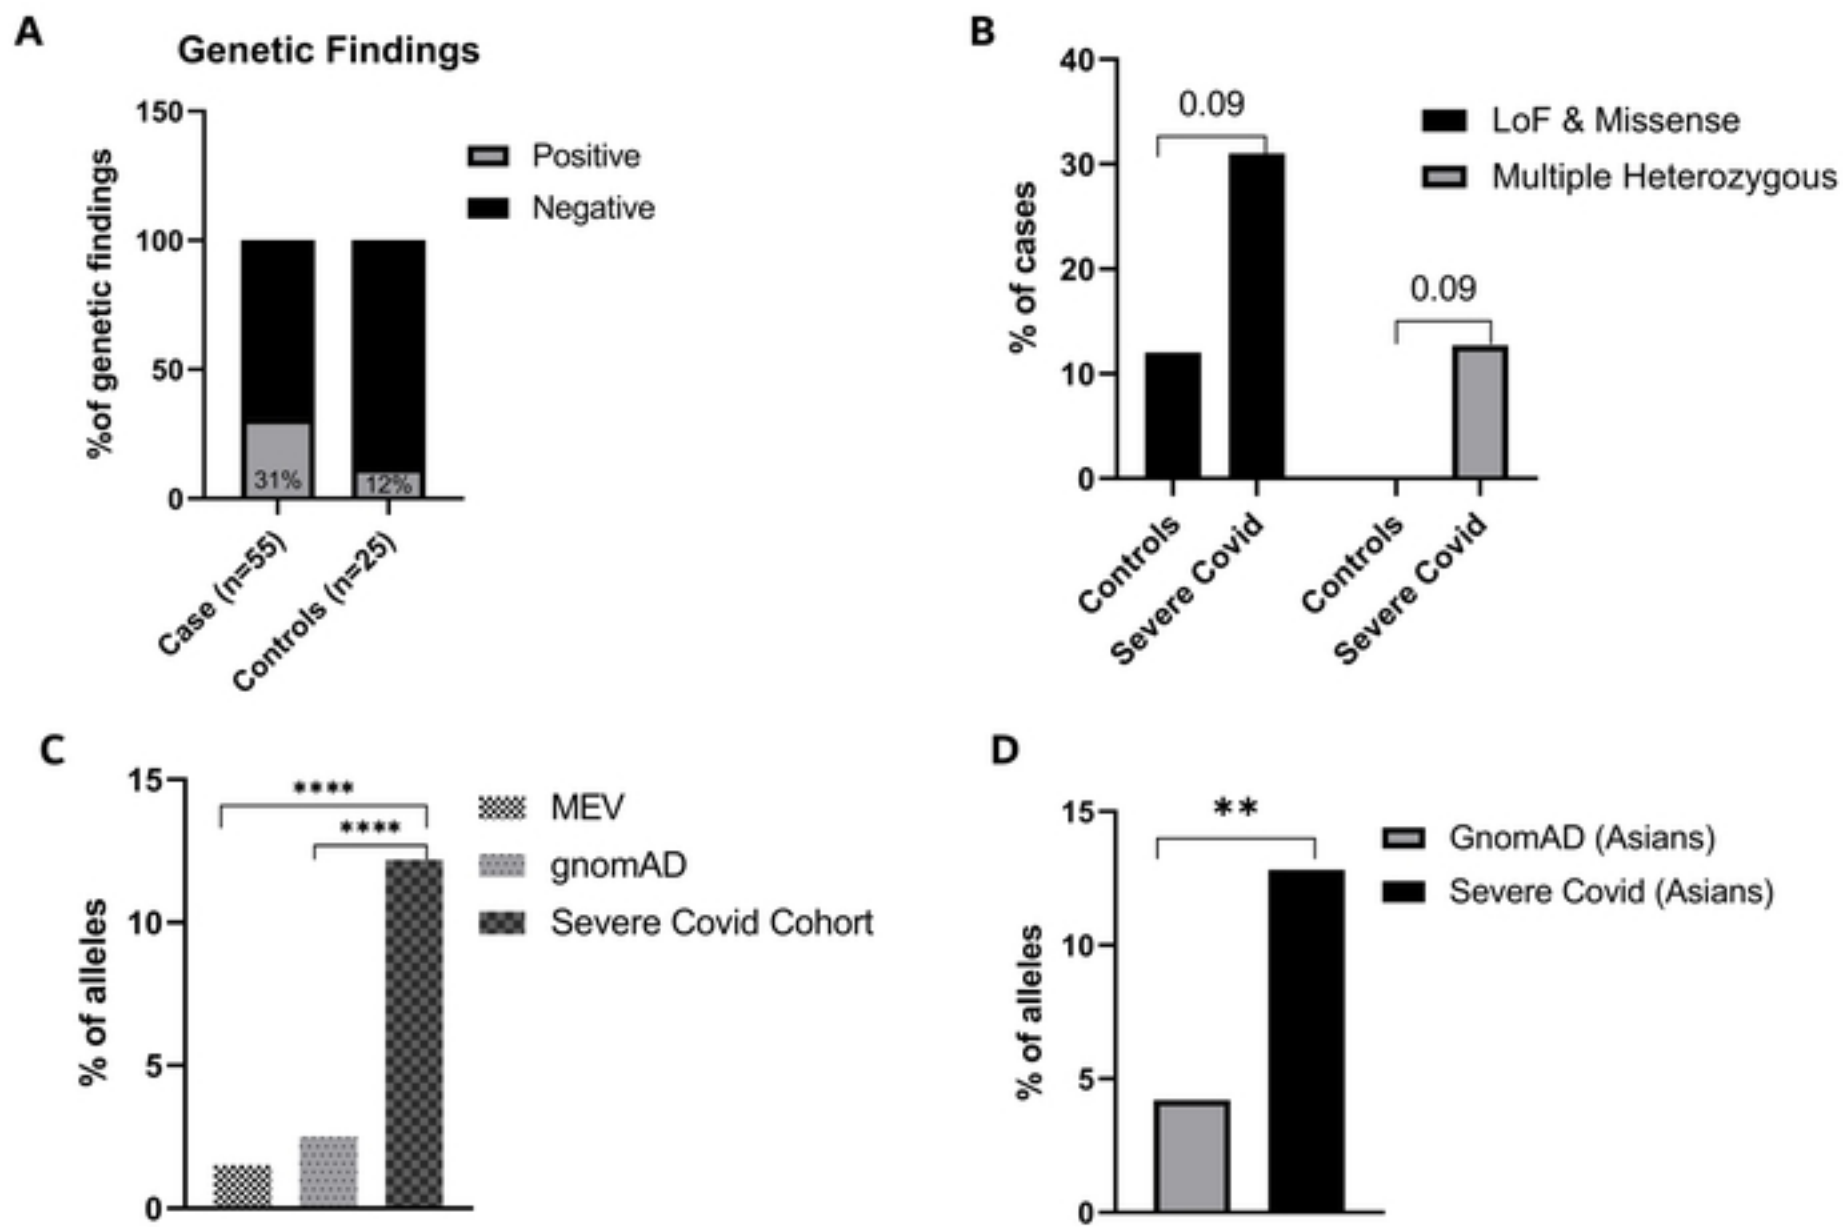 A
Genetic Findings
%of genetic findings
150
100
50
0
31%
12%
Case (n=55)
Controls (n=25)
Positive
Negative
B
% of cases
40
30
20
10
0
0.09
0.09
Controls
Severe Covid
Controls
Severe Covid
LoF & Missense
Multiple Heterozygous
C
% of alleles
15
10
5
0
****
****
MEV
gnomAD
Severe Covid Cohort
D
% of alleles
15
10
5
0
**
GnomAD (Asians)
Severe Covid (Asians)